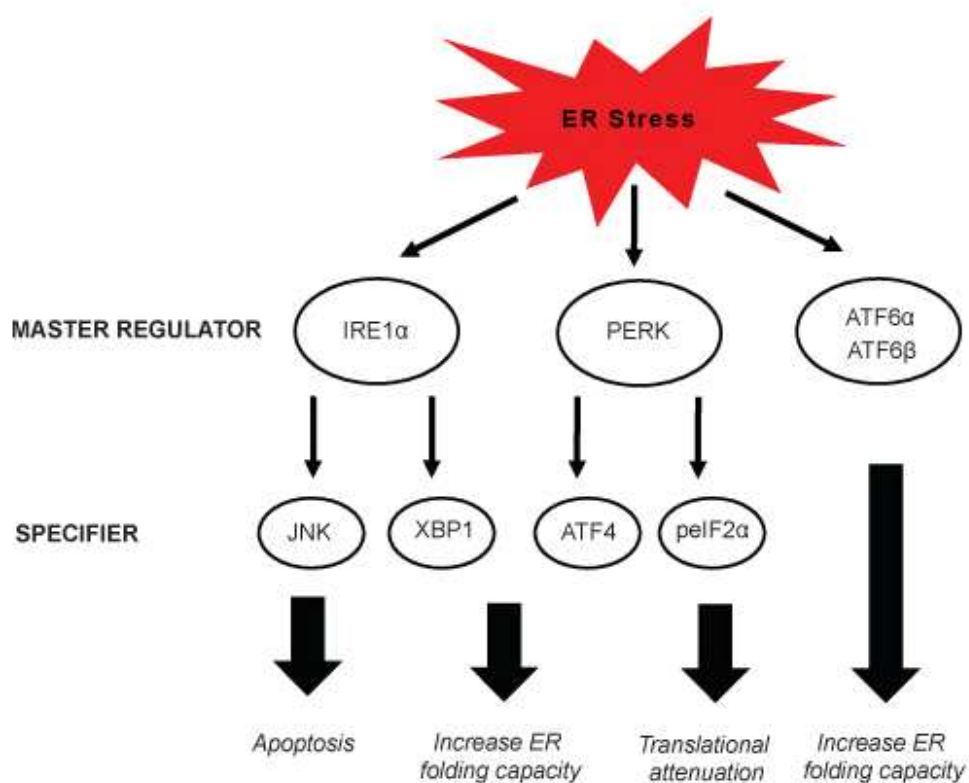 ER Stress
MASTER REGULATOR
IRE1α
PERK
ATF6α
ATF6β
SPECIFIER
JNK
XBP1
ATF4
peIF2α
Apoptosis
Increase ER
folding capacity
Translational
attenuation
Increase ER
folding capacity